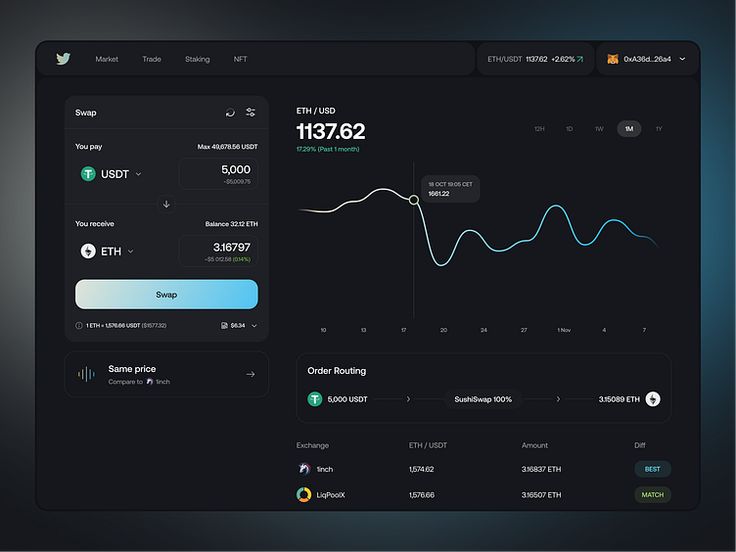 Market Trade Staking NFT
ETH/USDT 1137.62 +2.62%
0xA36d...26a4
Swap
You pay Max 49,678.56 USDT
USDT 5,000
~$5,009.75
You receive Balance 32.12 ETH
ETH 3.16797
~$5 012.58 (0.14%)
Swap
1 ETH = 1,576.66 USDT ($1577.32) $6.34
Same price
Compare to 1inch
ETH / USD
1137.62
17.29% (Past 1 month)
12H 1D 1W 1M 1Y
18 OCT 19:05 CET
1661.22
10 13 17 20 24 27 1 Nov 4 7
Order Routing
5,000 USDT SushiSwap 100% 3.15089 ETH
Exchange ETH / USDT Amount Diff
1inch 1,574.62 3.16837 ETH BEST
LiqPoolX 1,576.66 3.16507 ETH MATCH